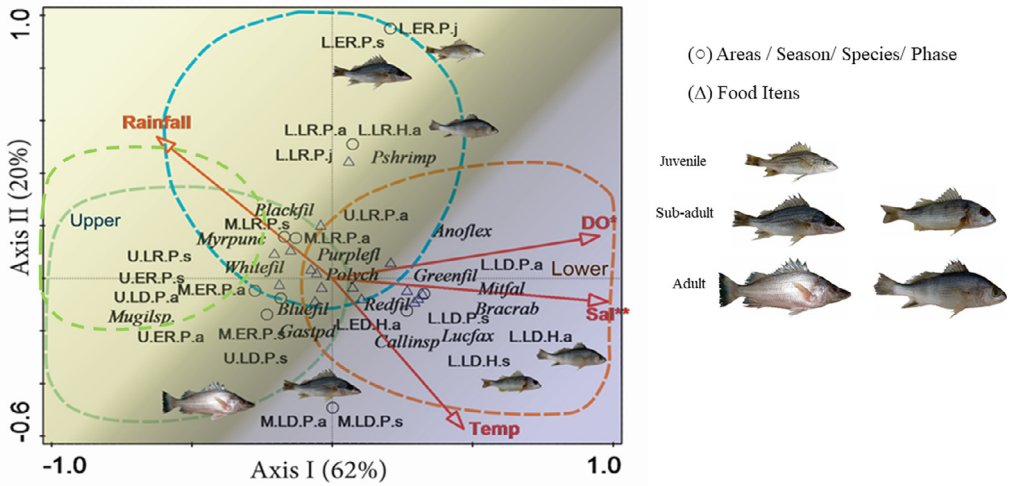 1.0
L.ER.P.j
L.ER.P.s
Rainfall
L.LR.P.a L.LR.H.a
L.LR.P.j
Pshrimp
Blackfil
U.LR.P.a
Upper
M.LR.P.s
Anoflex
DO*
Myrpunc
M.LR.P.a
Purplefl
U.LR.P.s
Whitefil
Polych
Greenfil
L.LD.P.a
Lower
U.ER.P.s
M.ER.P.a
Mitfal
U.LD.P.a
Bluefil
Redfil
Bracrab
Sal**
Mugilsp.
L.ED.H.a
L.LD.P.s
U.ER.P.a
M.ER.P.s
Gastpd
Callinsp
Lucfax
L.LD.H.a
U.LD.P.s
L.LD.H.s
M.LD.P.a M.LD.P.s
Temp
-0.6
-1.0
1.0
Axis I (62%)
Axis II (20%)
(○) Areas / Season/ Species/ Phase
(Δ) Food Itens
Juvenile
Sub-adult
Adult